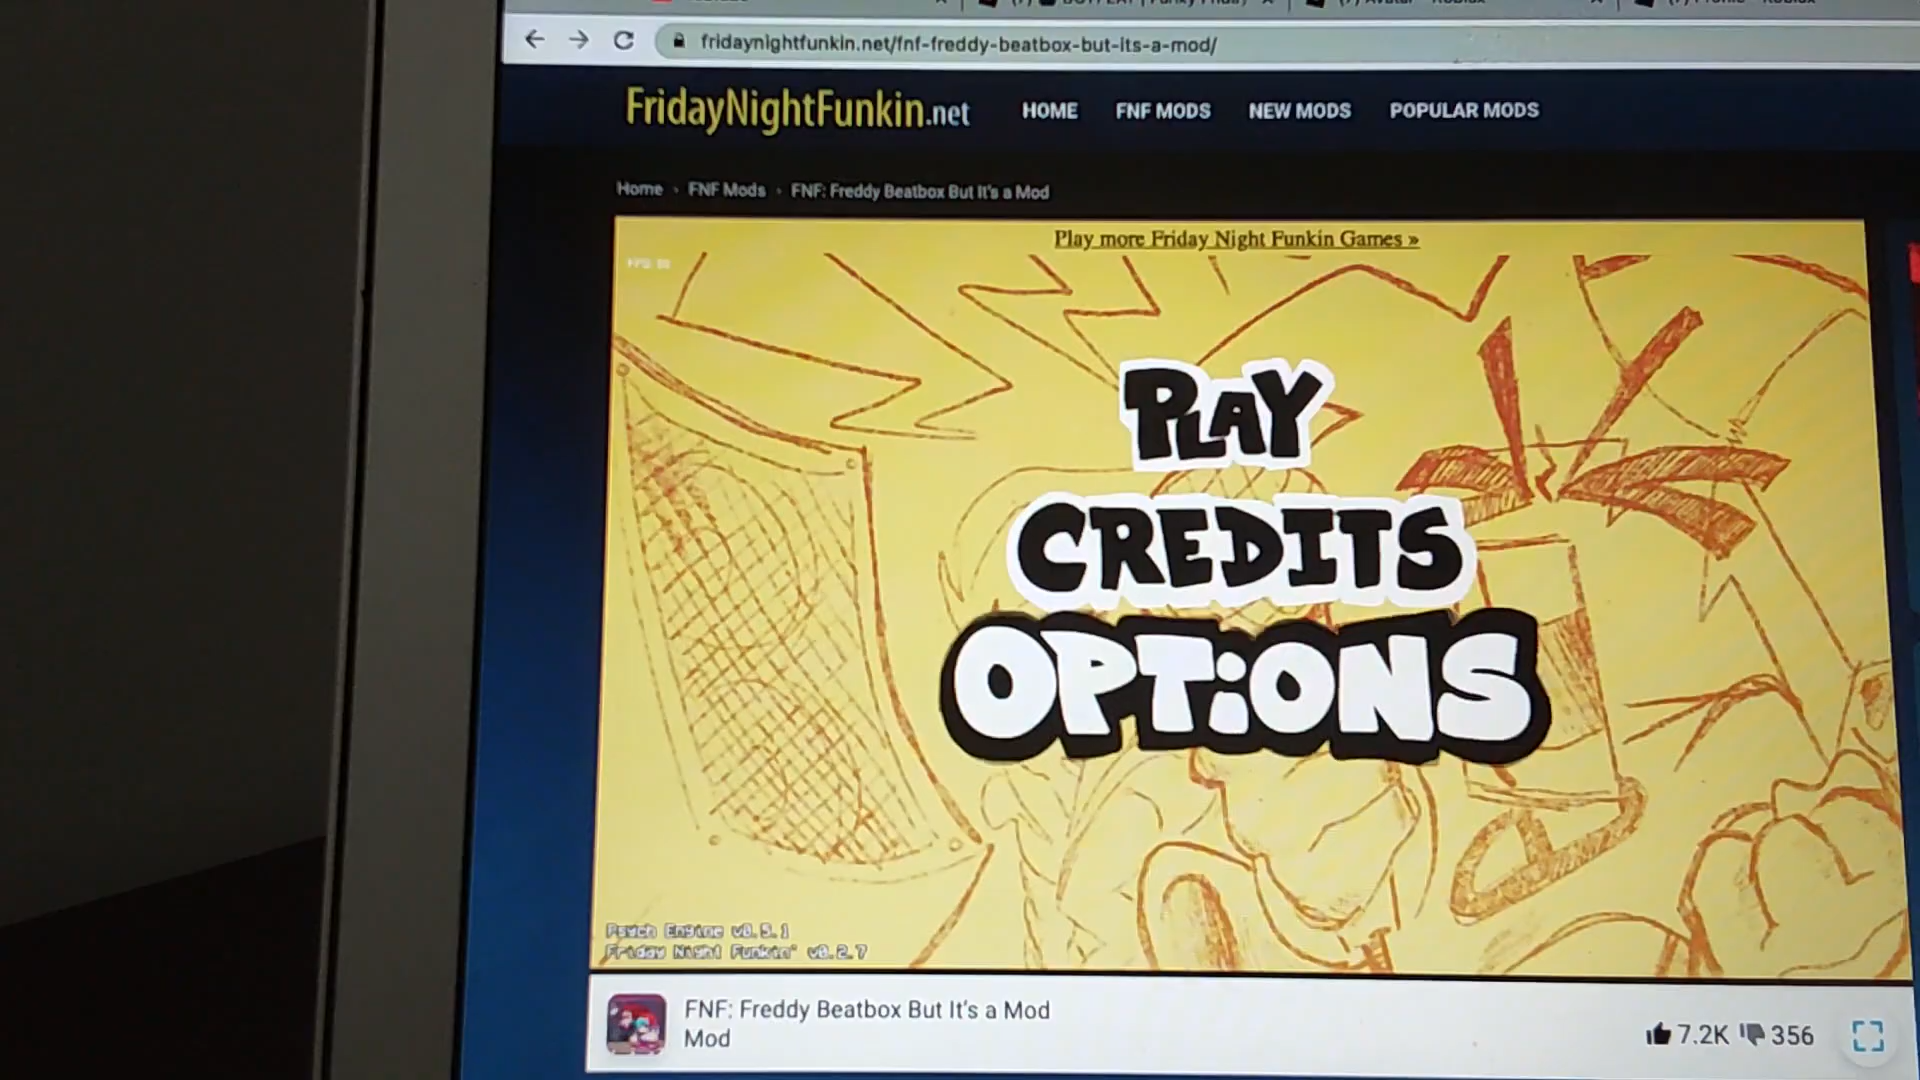 fridaynightfunkin.net/fnf-freddy-beatbox-but-its-a-mod/
FridayNightFunkin.net HOME FNF MODS NEW MODS POPULAR MODS
Home › FNF Mods › FNF: Freddy Beatbox But It's a Mod
Play more Friday Night Funkin Games »
PLAY
CREDITS
OPTiONS
Psych Engine v0.5.1
Friday Night Funkin' v0.2.7
FNF: Freddy Beatbox But It's a Mod
Mod
7.2K 356